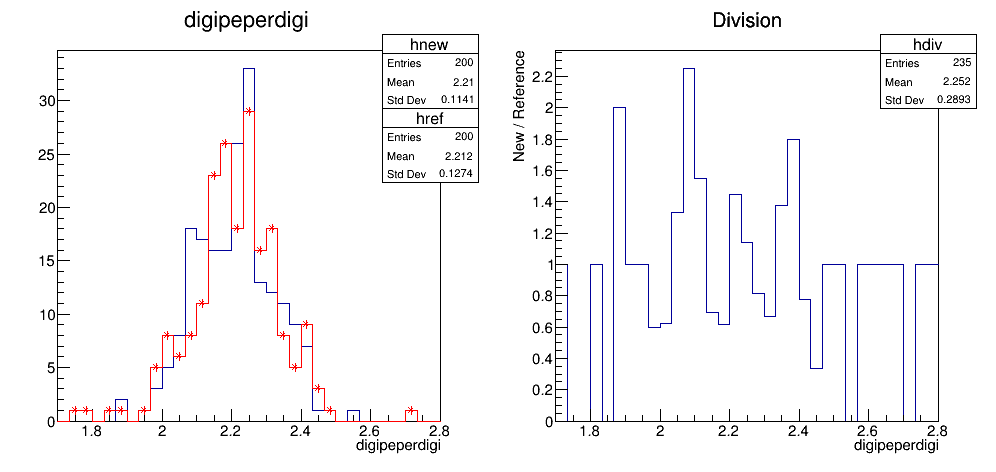 digipeperdigi
hnew
Entries 200
Mean 2.21
Std Dev 0.1141
href
Entries 200
Mean 2.212
Std Dev 0.1274
30
25
20
15
10
5
0
1.8 2 2.2 2.4 2.6 2.8
digipeperdigi
Division
hdiv
Entries 235
Mean 2.252
Std Dev 0.2893
New / Reference
2.2
2
1.8
1.6
1.4
1.2
1
0.8
0.6
0.4
0.2
0
1.8 2 2.2 2.4 2.6 2.8
digipeperdigi